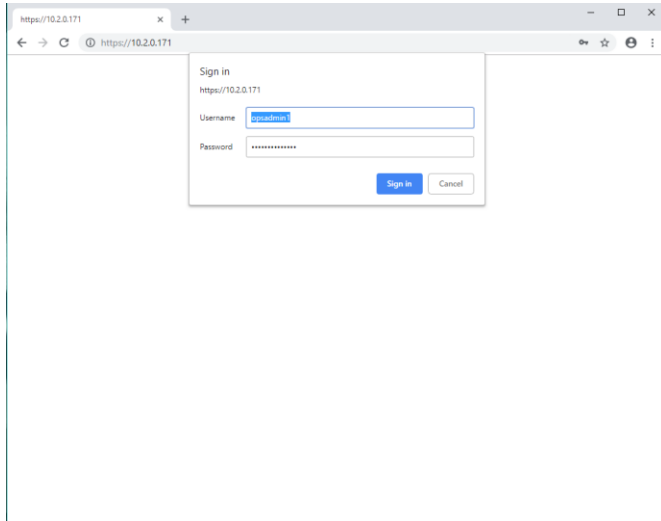 https://10.2.0.171
https://10.2.0.171
Sign in
https://10.2.0.171
Username opsadmin1
Password ••••••••••••••
Sign in Cancel